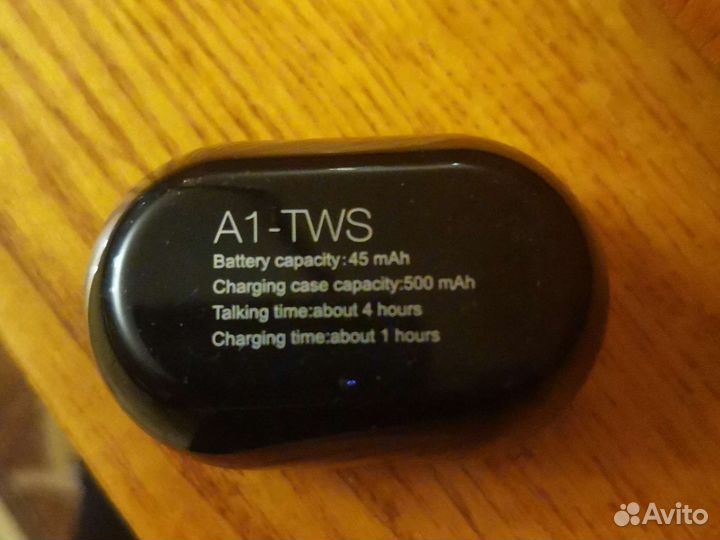 A1-TWS
Battery capacity:45 mAh
Charging case capacity:500 mAh
Talking time:about 4 hours
Charging time:about 1 hours
Avito